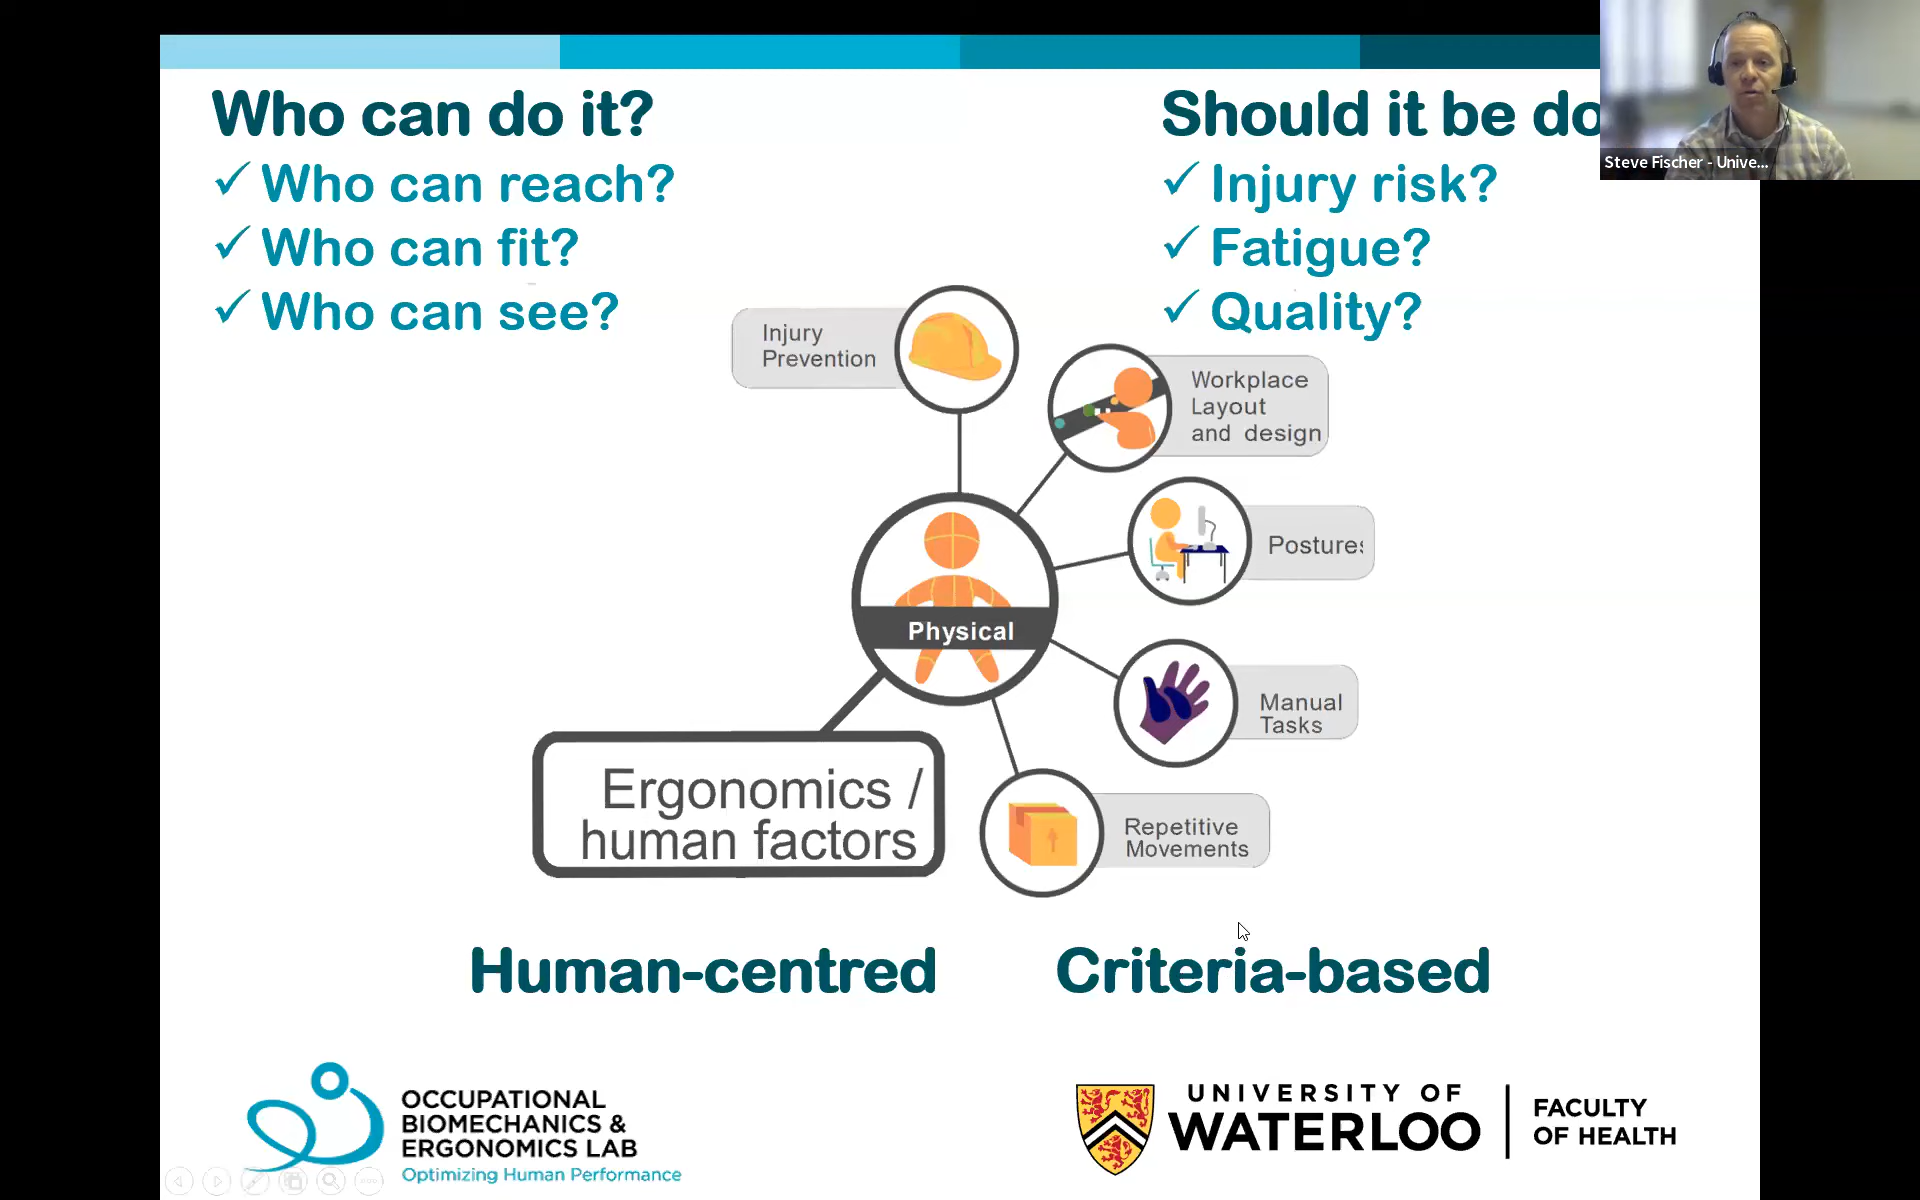 Who can do it?
✓ Who can reach?
✓ Who can fit?
✓ Who can see?
Should it be do
✓ Injury risk?
✓ Fatigue?
✓ Quality?
Steve Fischer - Unive...
Injury
Prevention
Workplace
Layout
and design
Postures
Physical
Manual
Tasks
Ergonomics /
human factors
Repetitive
Movements
Human-centred
Criteria-based
OCCUPATIONAL
BIOMECHANICS &
ERGONOMICS LAB
Optimizing Human Performance
UNIVERSITY OF
WATERLOO
FACULTY
OF HEALTH